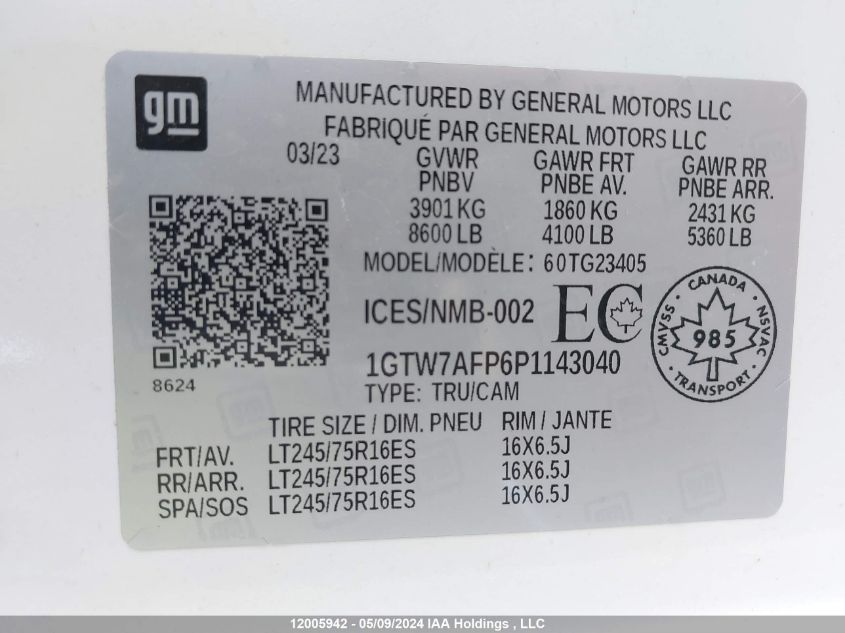 gm
MANUFACTURED BY GENERAL MOTORS LLC
FABRIQUÉ PAR GENERAL MOTORS LLC
03/23 GVWR GAWR FRT GAWR RR
PNBV PNBE AV. PNBE ARR.
3901 KG 1860 KG 2431 KG
8600 LB 4100 LB 5360 LB
MODEL/MODÈLE: 60TG23405
ICES/NMB-002 EC
CANADA
CMVSS 985 NSVAC
TRANSPORT
1GTW7AFP6P1143040
8624
TYPE: TRU/CAM
TIRE SIZE / DIM. PNEU RIM / JANTE
FRT/AV. LT245/75R16ES 16X6.5J
RR/ARR. LT245/75R16ES 16X6.5J
SPA/SOS LT245/75R16ES 16X6.5J
12005942 - 05/09/2024 IAA Holdings , LLC